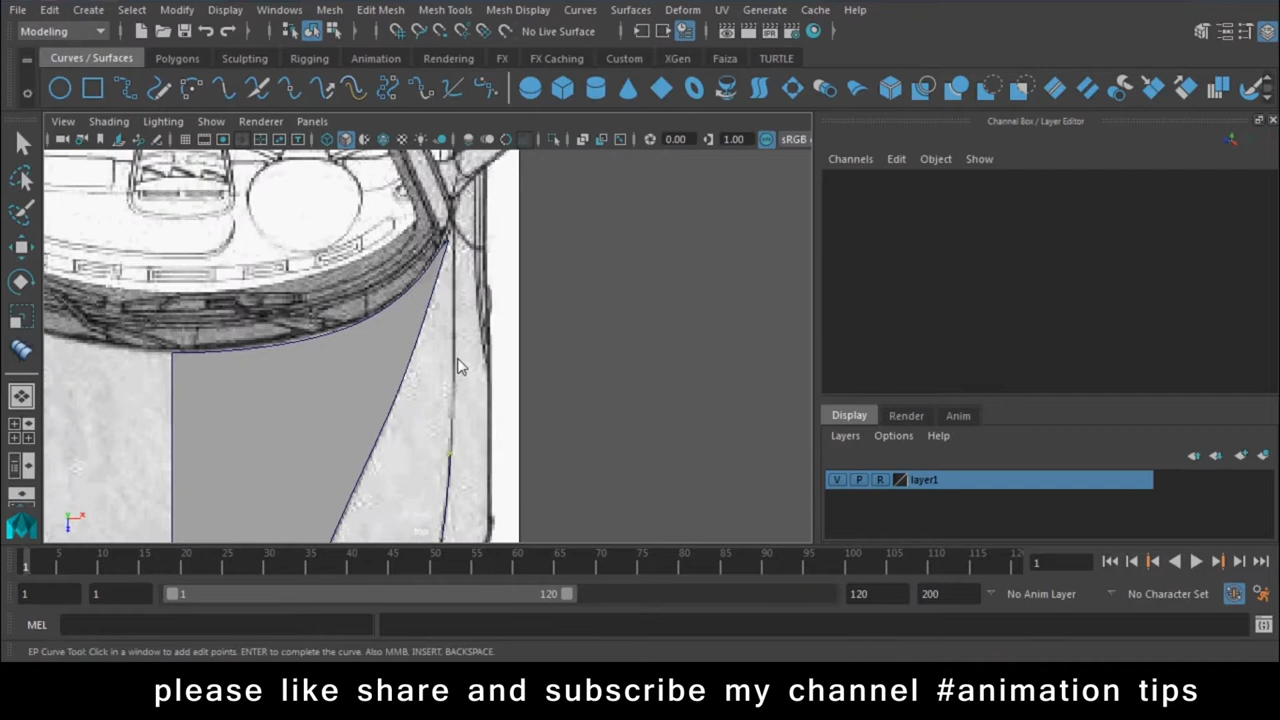 File Edit Create Select Modify Display Windows Mesh Edit Mesh Mesh Tools Mesh Display Curves Surfaces Deform UV Generate Cache Help
Modeling No Live Surface
Curves / Surfaces Polygons Sculpting Rigging Animation Rendering FX FX Caching Custom XGen Faiza TURTLE
View Shading Lighting Show Renderer Panels
Channel Box / Layer Editor
0.00 1.00 sRGB
Channels Edit Object Show
Display Render Anim
Layers Options Help
V P R layer1
top
5 10 15 20 25 30 35 40 45 50 55 60 65 70 75 80 85 90 95 100 105 110 115 12
1 1
1 1 1 120 120 200 No Anim Layer No Character Set
MEL
EP Curve Tool: Click in a window to add edit points. ENTER to complete the curve. Also MMB, INSERT, BACKSPACE.
please like share and subscribe my channel #animation tips